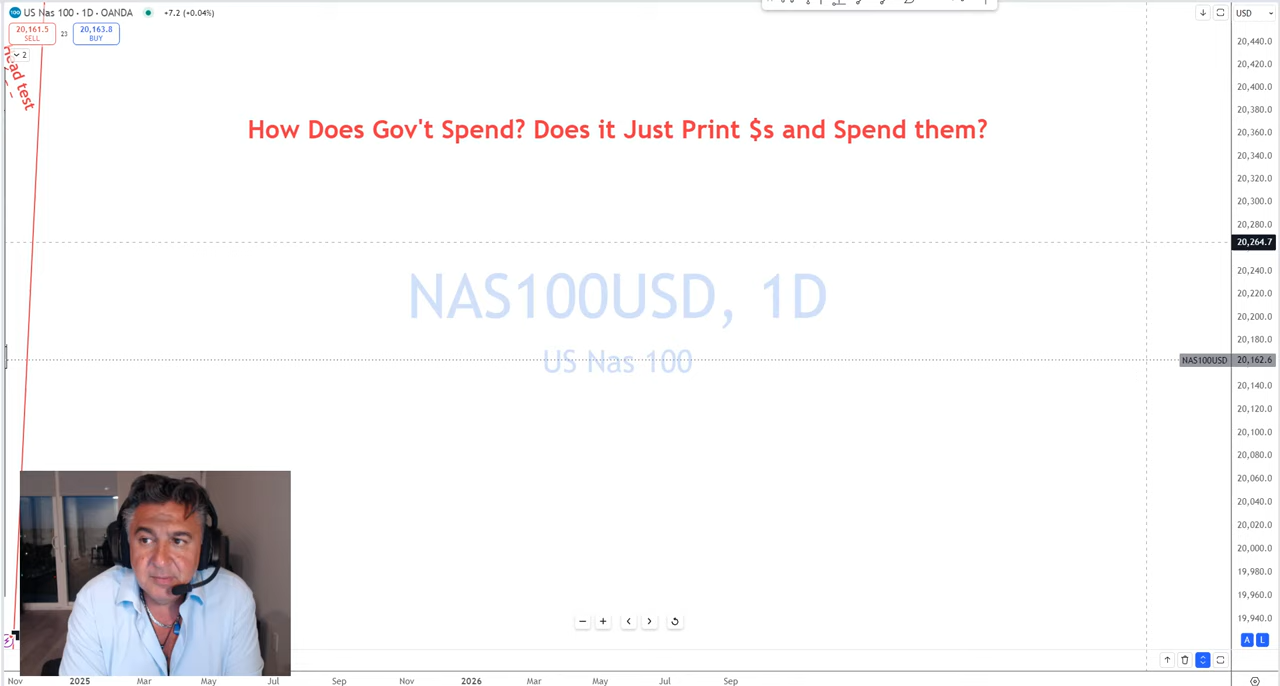 US Nas 100 · 1D · OANDA +7.2 (+0.04%)
USD
20,161.5
SELL
23
20,163.8
BUY
2
ead test
How Does Gov't Spend? Does it Just Print $s and Spend them?
NAS100USD, 1D
US Nas 100
20,440.0
20,420.0
20,400.0
20,380.0
20,360.0
20,340.0
20,320.0
20,300.0
20,280.0
20,264.7
20,240.0
20,220.0
20,200.0
20,180.0
NAS100USD 20,162.6
20,140.0
20,120.0
20,100.0
20,080.0
20,060.0
20,040.0
20,020.0
20,000.0
19,980.0
19,960.0
19,940.0
A L
Nov 2025 Mar May Jul Sep Nov 2026 Mar May Jul Sep